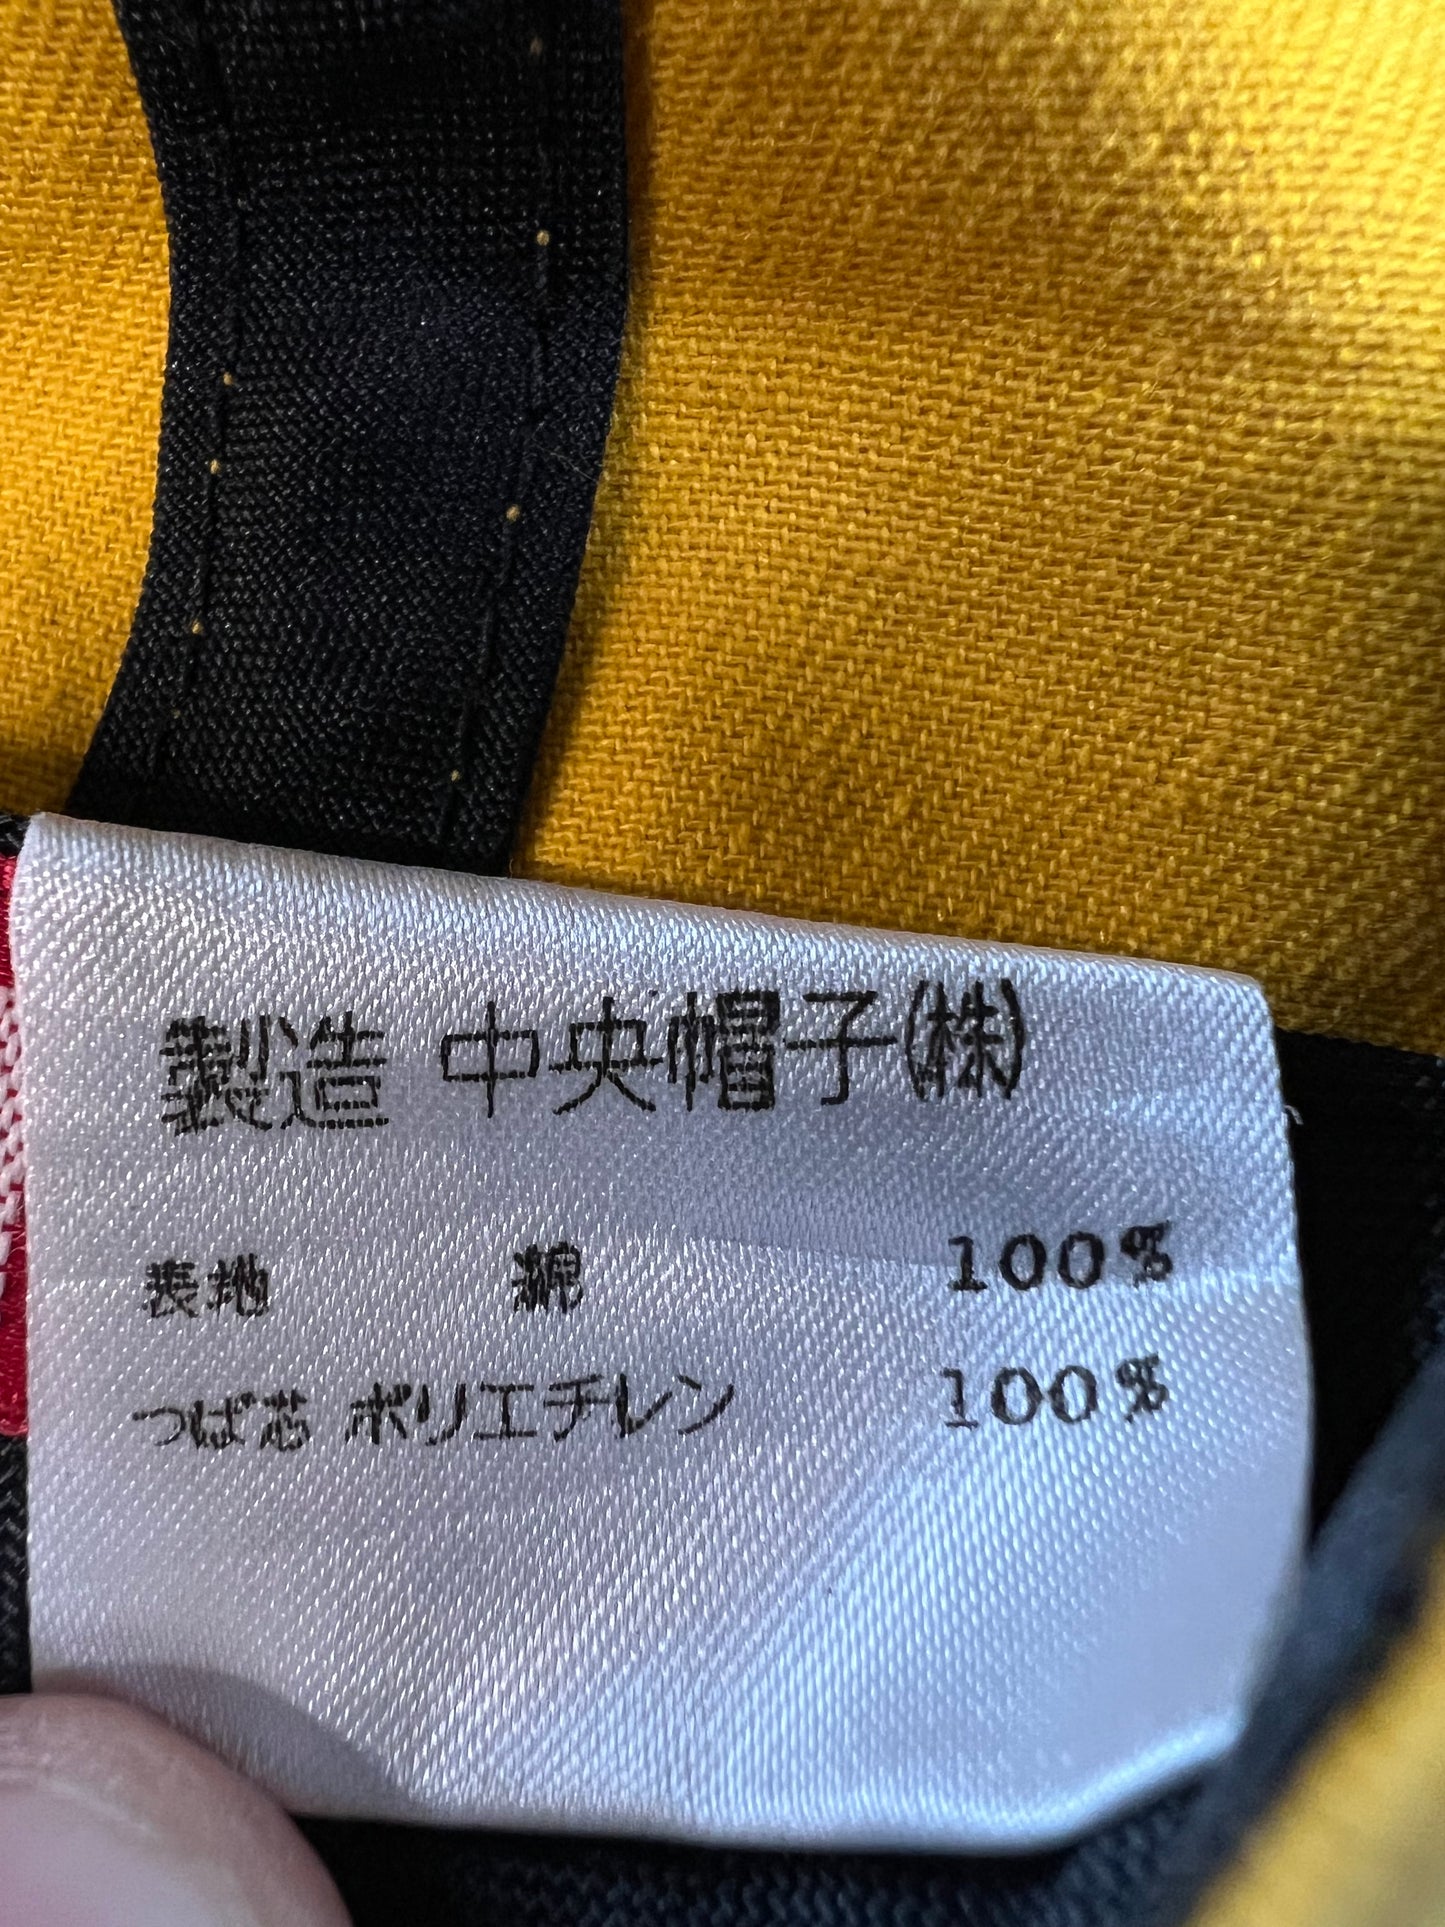 製造 中央帽子(株)
表地 綿 100%
つば芯 ポリエチレン 100%